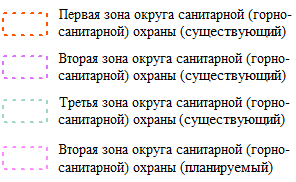 Первая зона округа санитарной (горно-
санитарной) охраны (существующий)
Вторая зона округа санитарной (горно-
санитарной) охраны (существующий)
Третья зона округа санитарной (горно-
санитарной) охраны (существующий)
Вторая зона округа санитарной (горно-
санитарной) охраны (планируемый)